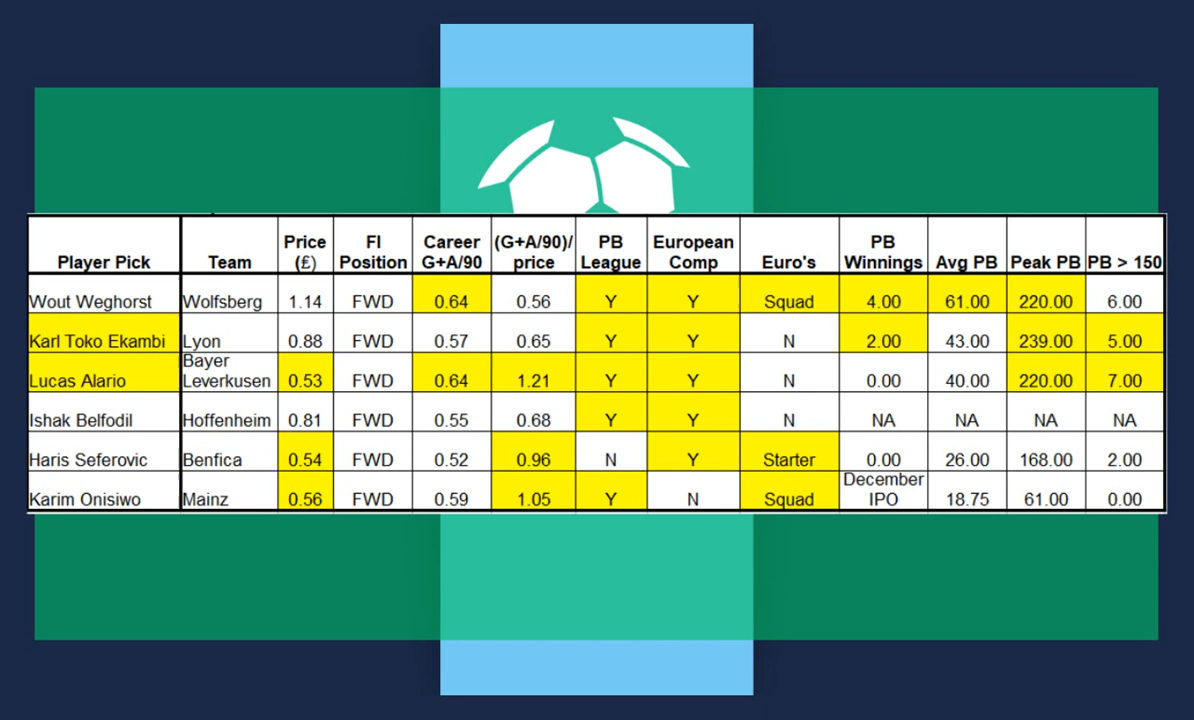 Player Pick Team Price (£) FI Position Career G+A/90 (G+A/90)/ price PB League European Comp Euro's PB Winnings Avg PB Peak PB PB > 150
Wout Weghorst Wolfsberg 1.14 FWD 0.64 0.56 Y Y Squad 4.00 61.00 220.00 6.00
Karl Toko Ekambi Lyon 0.88 FWD 0.57 0.65 Y Y N 2.00 43.00 239.00 5.00
Lucas Alario Bayer Leverkusen 0.53 FWD 0.64 1.21 Y Y N 0.00 40.00 220.00 7.00
Ishak Belfodil Hoffenheim 0.81 FWD 0.55 0.68 Y Y N NA NA NA NA
Haris Seferovic Benfica 0.54 FWD 0.52 0.96 N Y Starter 0.00 26.00 168.00 2.00
Karim Onisiwo Mainz 0.56 FWD 0.59 1.05 Y N Squad December IPO 18.75 61.00 0.00